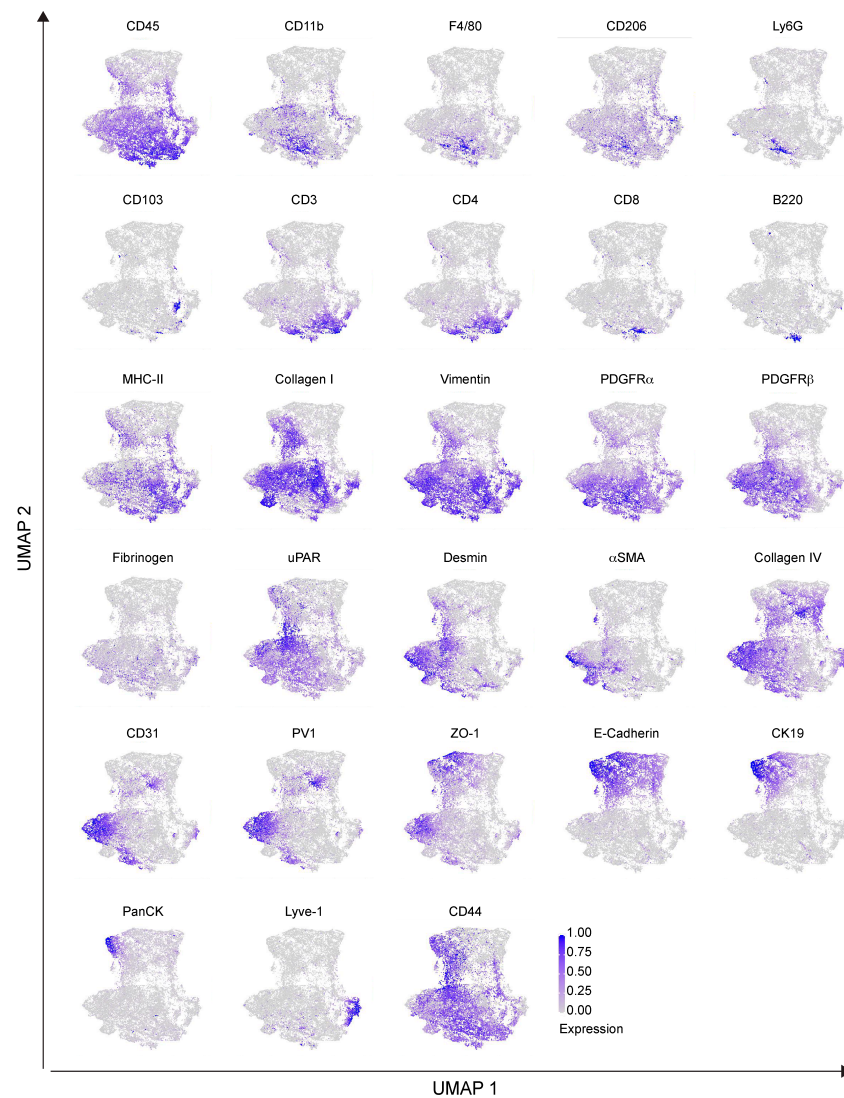 CD45 CD11b F4/80 CD206 Ly6G
CD103 CD3 CD4 CD8 B220
MHC-II Collagen I Vimentin PDGFRα PDGFRβ
UMAP 2
Fibrinogen uPAR Desmin αSMA Collagen IV
CD31 PV1 ZO-1 E-Cadherin CK19
PanCK Lyve-1 CD44
1.00
0.75
0.50
0.25
0.00
Expression
UMAP 1